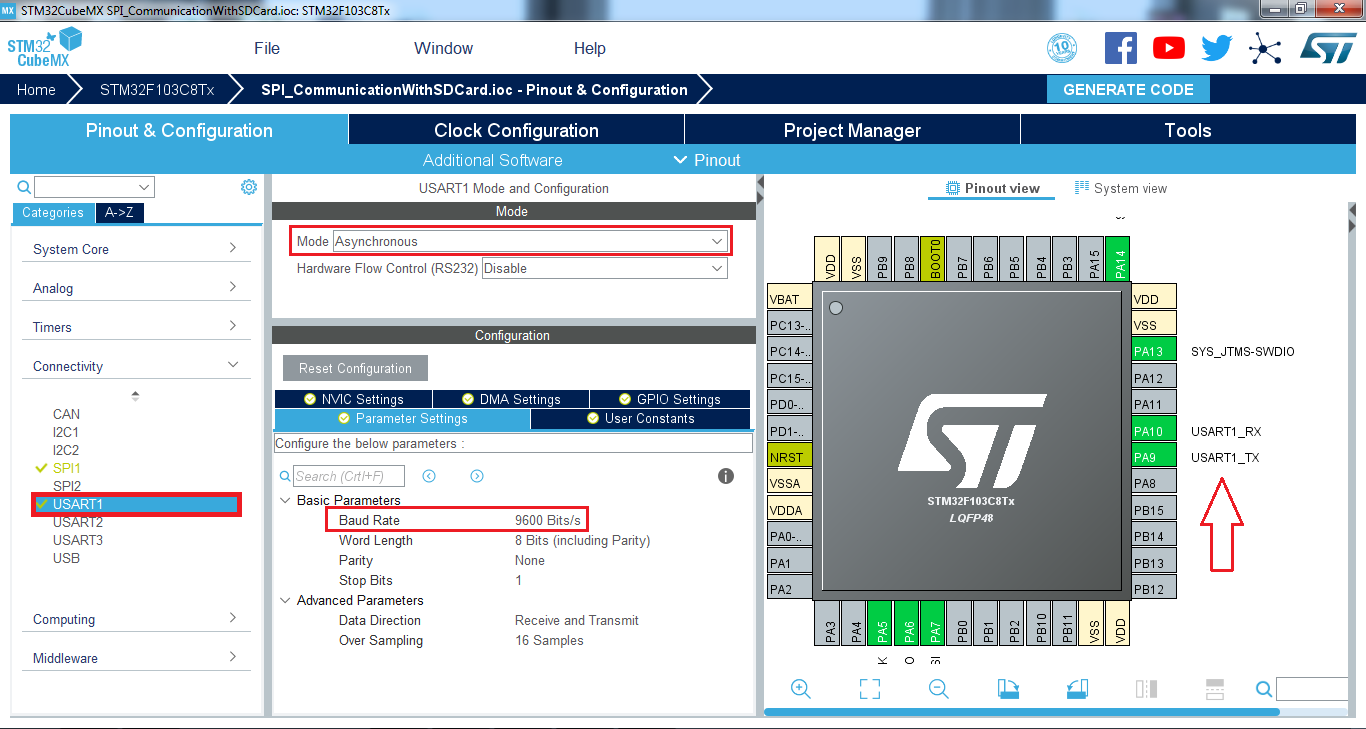 MX STM32CubeMX SPI_CommunicationWithSDCard.ioc: STM32F103C8Tx
STM32
CubeMX
File Window Help
10
Home STM32F103C8Tx SPI_CommunicationWithSDCard.ioc - Pinout & Configuration GENERATE CODE
Pinout & Configuration Clock Configuration Project Manager Tools
Additional Software Pinout
Categories A->Z
System Core
Analog
Timers
Connectivity
CAN
I2C1
I2C2
SPI1
SPI2
USART1
USART2
USART3
USB
Computing
Middleware
USART1 Mode and Configuration
Mode
Mode Asynchronous
Hardware Flow Control (RS232) Disable
Configuration
Reset Configuration
NVIC Settings DMA Settings GPIO Settings
Parameter Settings User Constants
Configure the below parameters :
Search (CrtI+F)
Basic Parameters
Baud Rate 9600 Bits/s
Word Length 8 Bits (including Parity)
Parity None
Stop Bits 1
Advanced Parameters
Data Direction Receive and Transmit
Over Sampling 16 Samples
Pinout view System view
VDD VSS PB9 PB8 BOOT0 PB7 PB6 PB5 PB4 PB3 PA15 PA14
VBAT
PC13-..
PC14-..
PC15-..
PD0-..
PD1-..
NRST
VSSA
VDDA
PA0-..
PA1
PA2
ST
STM32F103C8Tx
LQFP48
VDD
VSS
PA13 SYS_JTMS-SWDIO
PA12
PA11
PA10 USART1_RX
PA9 USART1_TX
PA8
PB15
PB14
PB13
PB12
PA3 PA4 PA5 PA6 PA7 PB0 PB1 PB2 PB10 PB11 VSS VDD